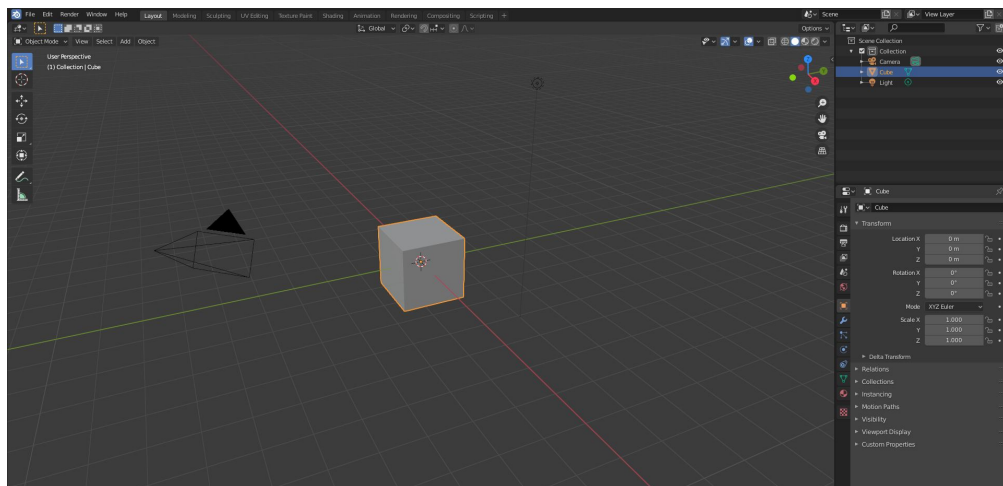 File Edit Render Window Help Layout Modeling Sculpting UV Editing Texture Paint Shading Animation Rendering Compositing Scripting + Scene View Layer
Global Options
Object Mode View Select Add Object
User Perspective
(1) Collection | Cube
Scene Collection
Collection
Camera
Cube
Light
Cube
Cube
Transform
Location X 0 m
Y 0 m
Z 0 m
Rotation X 0°
Y 0°
Z 0°
Mode XYZ Euler
Scale X 1.000
Y 1.000
Z 1.000
Delta Transform
Relations
Collections
Instancing
Motion Paths
Visibility
Viewport Display
Custom Properties